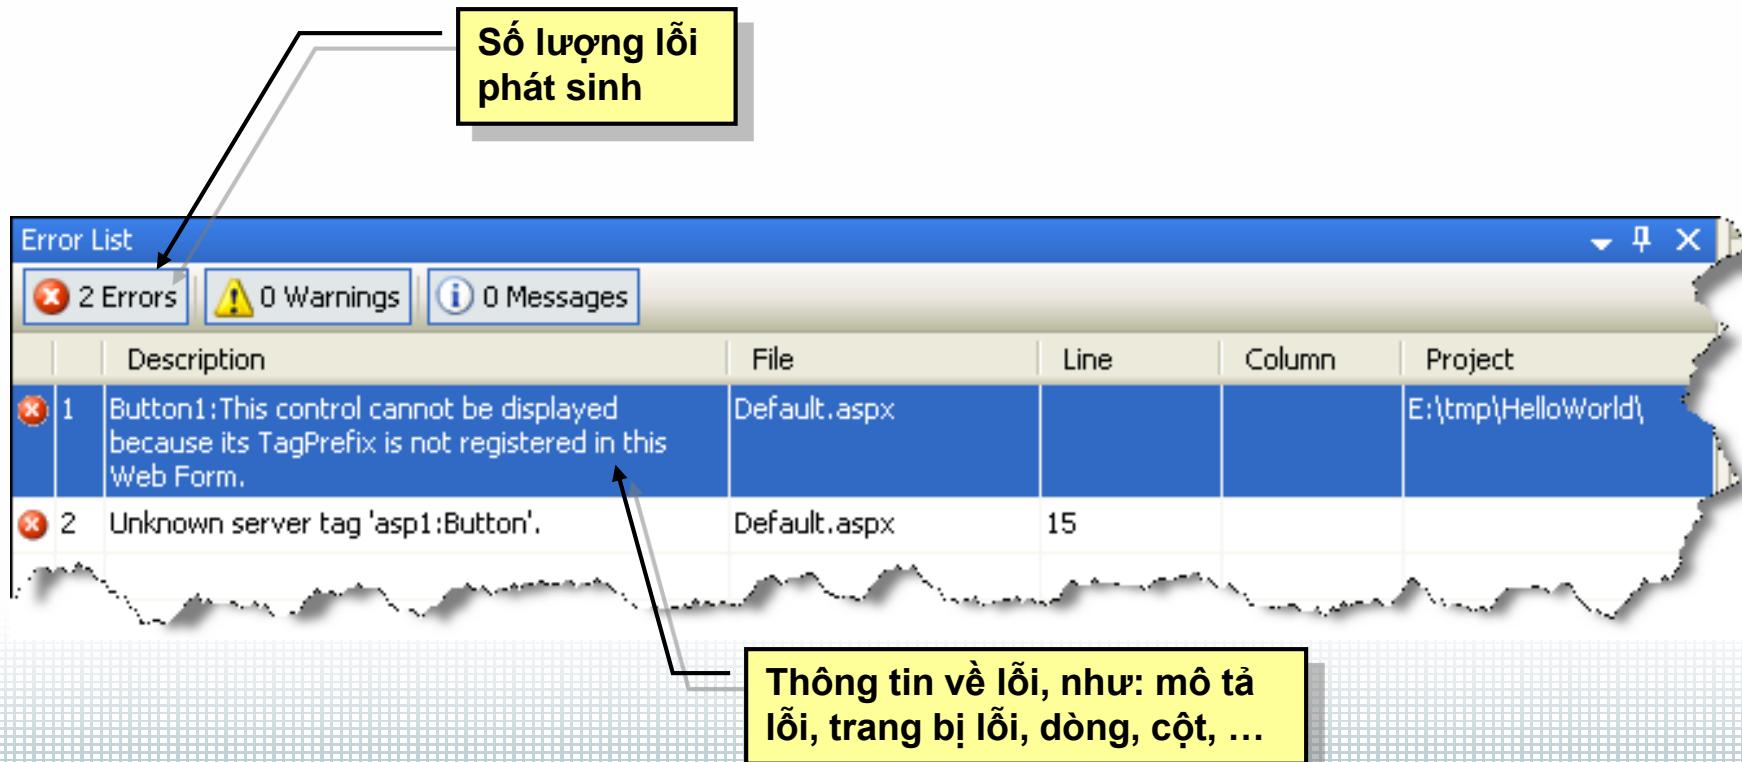 Số lượng lỗi
phát sinh
Error List
2 Errors 0 Warnings 0 Messages
Description File Line Column Project
1 Button1:This control cannot be displayed Default.aspx E:\tmp\HelloWorld\
because its TagPrefix is not registered in this
Web Form.
2 Unknown server tag 'asp1:Button'. Default.aspx 15
Thông tin về lỗi, như: mô tả
lỗi, trang bị lỗi, dòng, cột, …